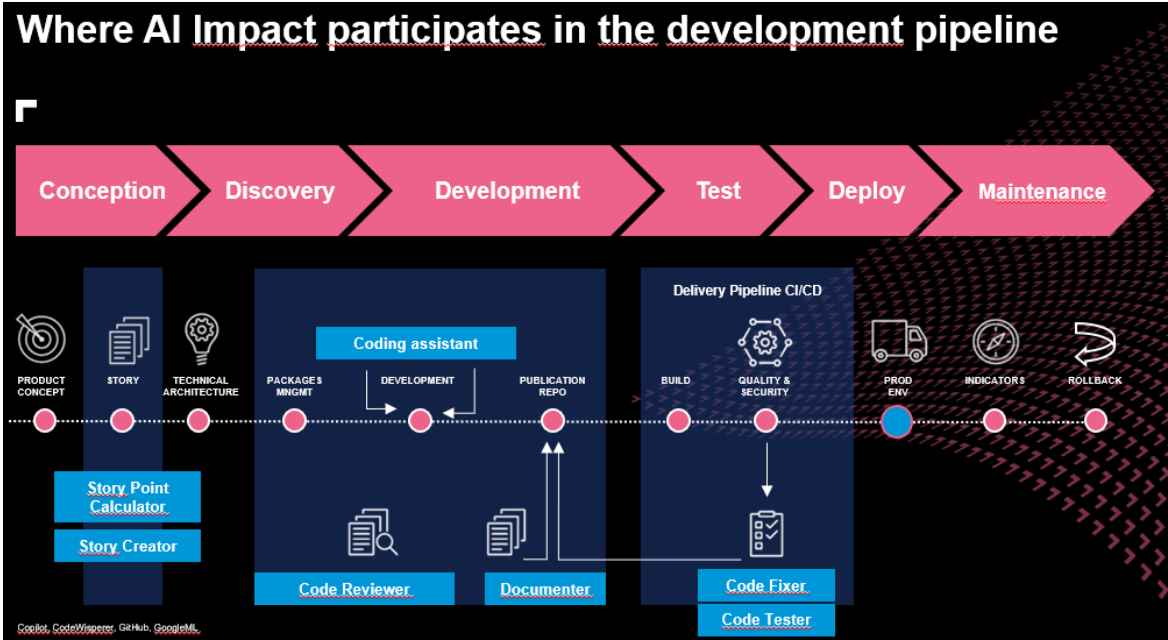 Where AI Impact participates in the development pipeline
Conception
Discovery
Development
Test
Deploy
Maintenance
Delivery Pipeline CI/CD
Coding assistant
PRODUCT
CONCEPT
STORY
TECHNICAL
ARCHITECTURE
PACKAGES
MNGMT
DEVELOPMENT
PUBLICATION
REPO
BUILD
QUALITY &
SECURITY
PROD
ENV
INDICATORS
ROLLBACK
Story Point
Calculator
Story Creator
Code Reviewer
Documenter
Code Fixer
Code Tester
Copilot, CodeWisperer, GitHub, GoogleML